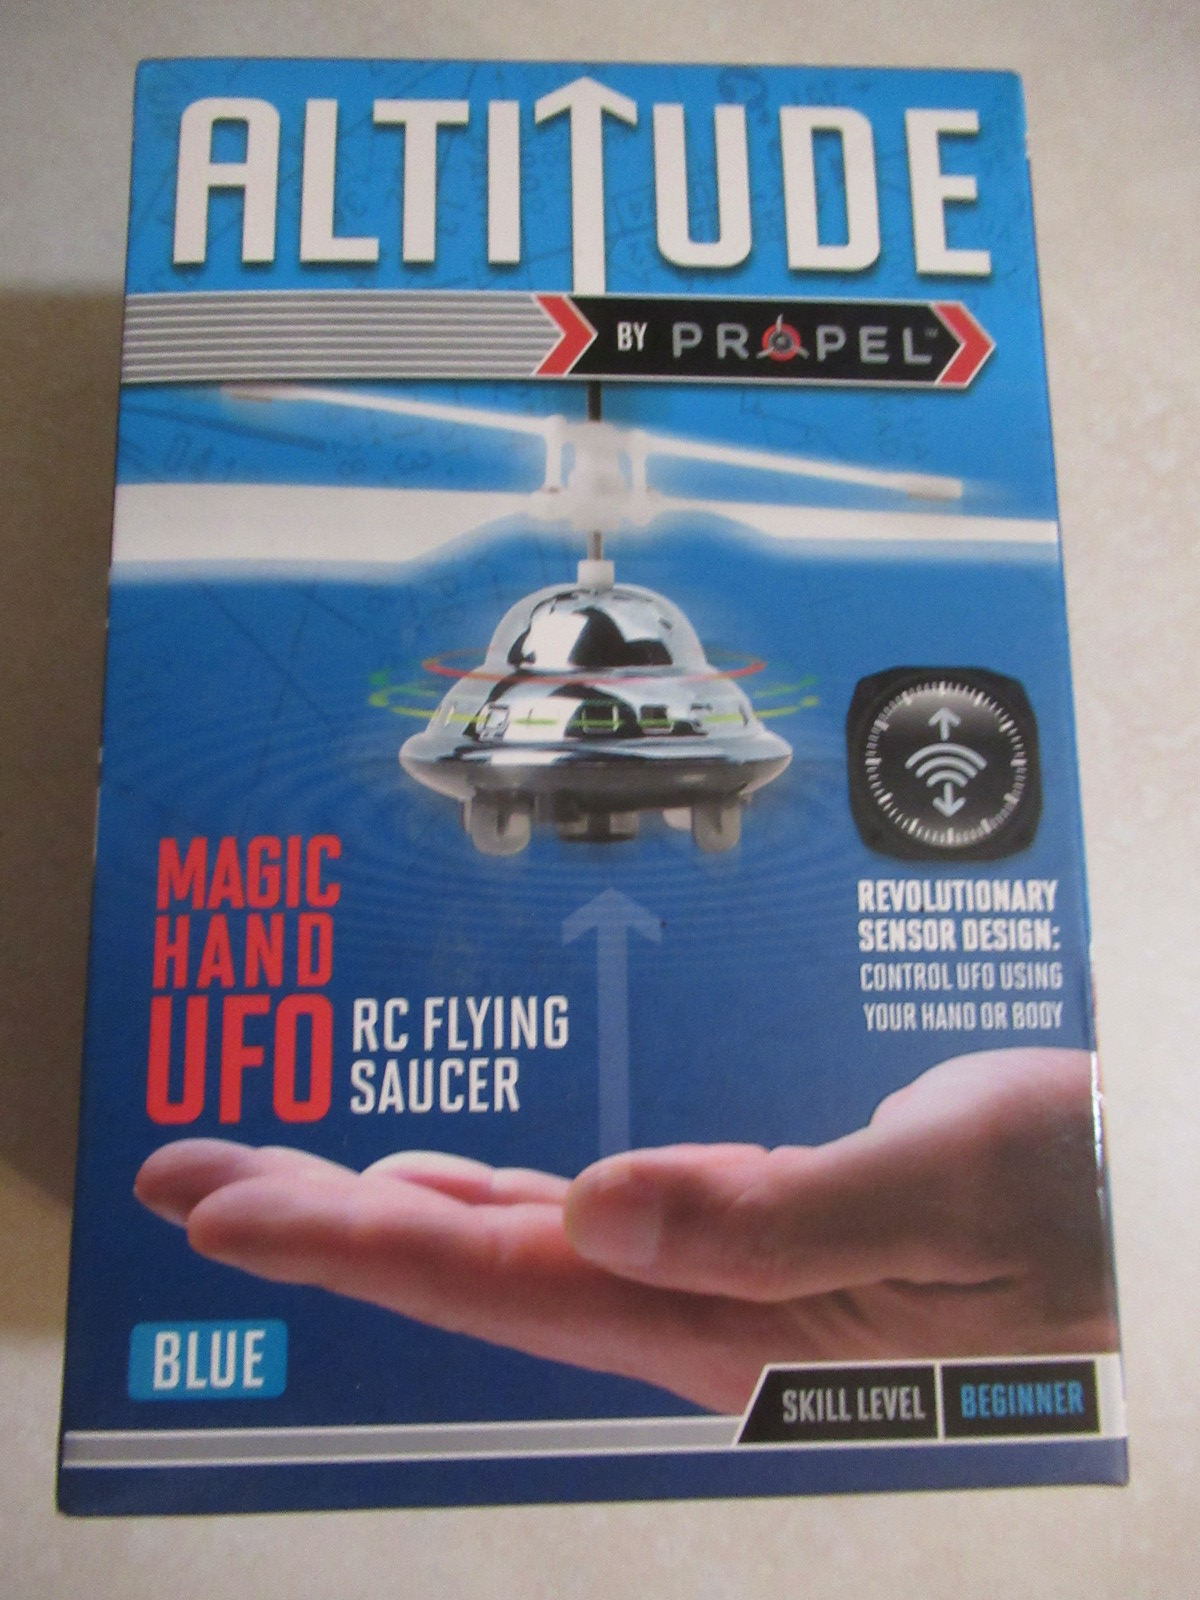 ALTITUDE
BY PROPEL™
MAGIC
HAND
UFO
RC FLYING
SAUCER
REVOLUTIONARY
SENSOR DESIGN:
CONTROL UFO USING
YOUR HAND OR BODY
BLUE
SKILL LEVEL BEGINNER